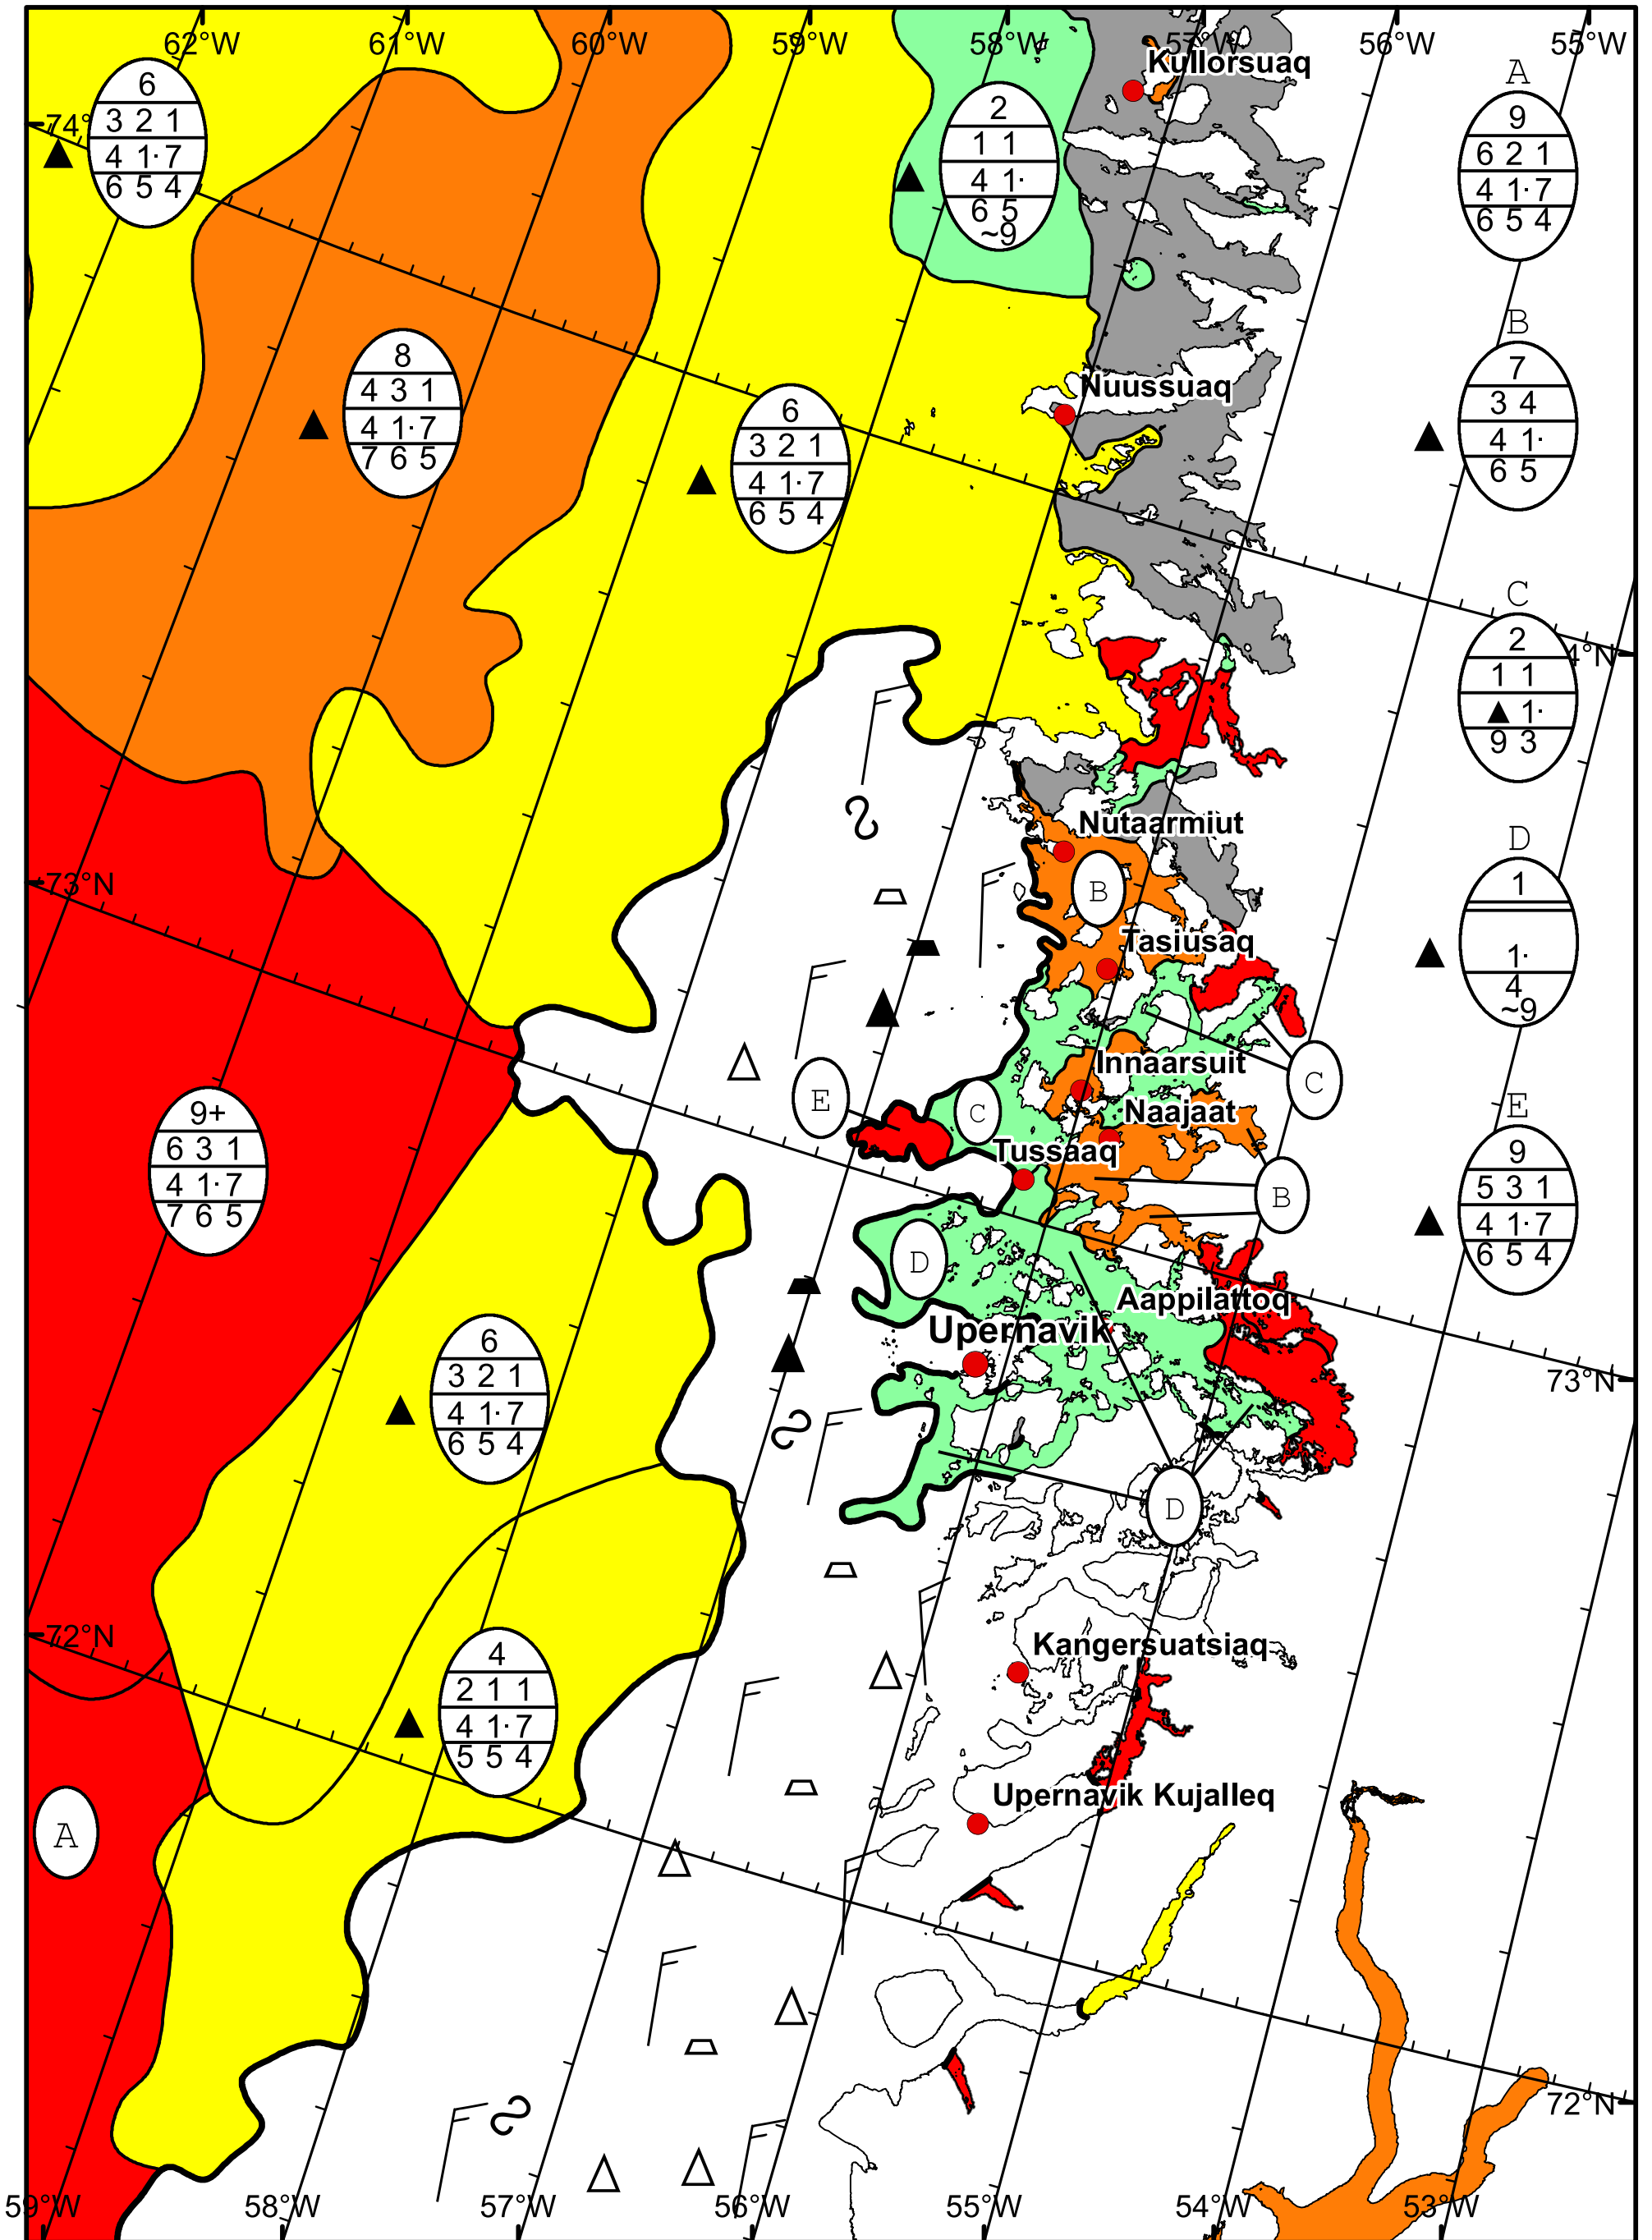 62°W 61°W 60°W 59°W 58°W 57°W 56°W 55°W
Kullorsuaq
74°
6
3 2 1
4 1· 7
6 5 4
2
1 1
4 1·
6 5
~9
A
9
6 2 1
4 1· 7
6 5 4
8
4 3 1
4 1· 7
7 6 5
6
3 2 1
4 1· 7
6 5 4
Nuussuaq
B
7
3 4
4 1·
6 5
C
2
1 1
1·
9 3
4°N
Nutaarmiut
B
73°N
Tasiusaq
D
1
1·
4
~9
Innaarsuit
C
E
C
Naajaat
Tussaaq
B
E
9
5 3 1
4 1· 7
6 5 4
9+
6 3 1
4 1· 7
7 6 5
D
Aappilattoq
Upernavik
73°N
6
3 2 1
4 1· 7
6 5 4
D
72°N
4
2 1 1
4 1· 7
5 5 4
Kangersuatsiaq
Upernavik Kujalleq
A
72°N
59°W 58°W 57°W 56°W 55°W 54°W 53°W